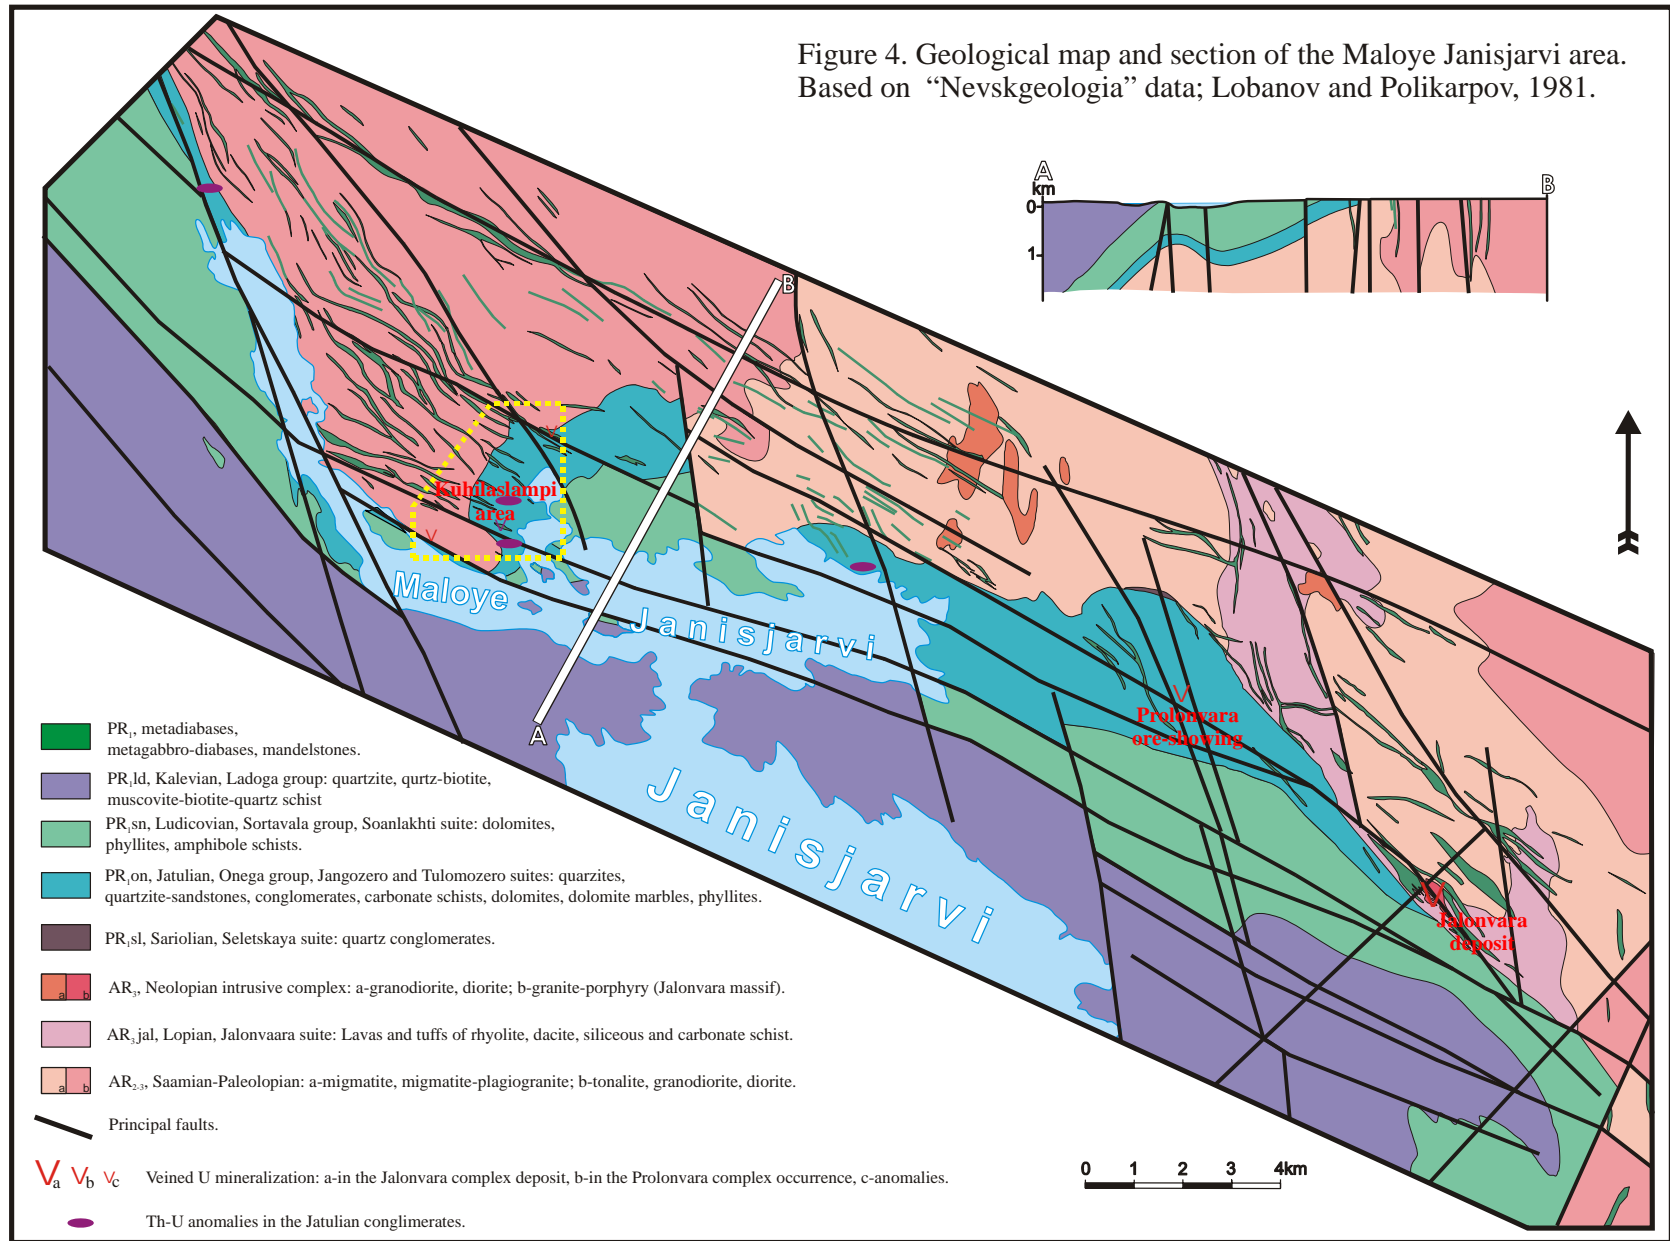 Figure 4. Geological map and section of the Maloye Janisjarvi area.
Based on “Nevskgeologia” data; Lobanov and Polikarpov, 1981.
A
km
B
0
1
B
Kuhilaslampi
area
Maloye
Janisjarvi
A
Prolonvara
ore-showing
Janisjarvi
Jalonvara
deposit
PR₁, metadiabases,
metagabbro-diabases, mandelstones.
PR₁ld, Kalevian, Ladoga group: quartzite, qurtz-biotite,
muscovite-biotite-quartz schist
PR₁sn, Ludicovian, Sortavala group, Soanlakhti suite: dolomites,
phyllites, amphibole schists.
PR₁on, Jatulian, Onega group, Jangozero and Tulomozero suites: quarzites,
quartzite-sandstones, conglomerates, carbonate schists, dolomites, dolomite marbles, phyllites.
PR₁sl, Sariolian, Seletskaya suite: quartz conglomerates.
a b AR₃, Neolopian intrusive complex: a-granodiorite, diorite; b-granite-porphyry (Jalonvara massif).
AR₃jal, Lopian, Jalonvaara suite: Lavas and tuffs of rhyolite, dacite, siliceous and carbonate schist.
a b AR₂₋₃, Saamian-Paleolopian: a-migmatite, migmatite-plagiogranite; b-tonalite, granodiorite, diorite.
Principal faults.
V a V b V c Veined U mineralization: a-in the Jalonvara complex deposit, b-in the Prolonvara complex occurrence, c-anomalies.
Th-U anomalies in the Jatulian conglimerates.
0 1 2 3 4km